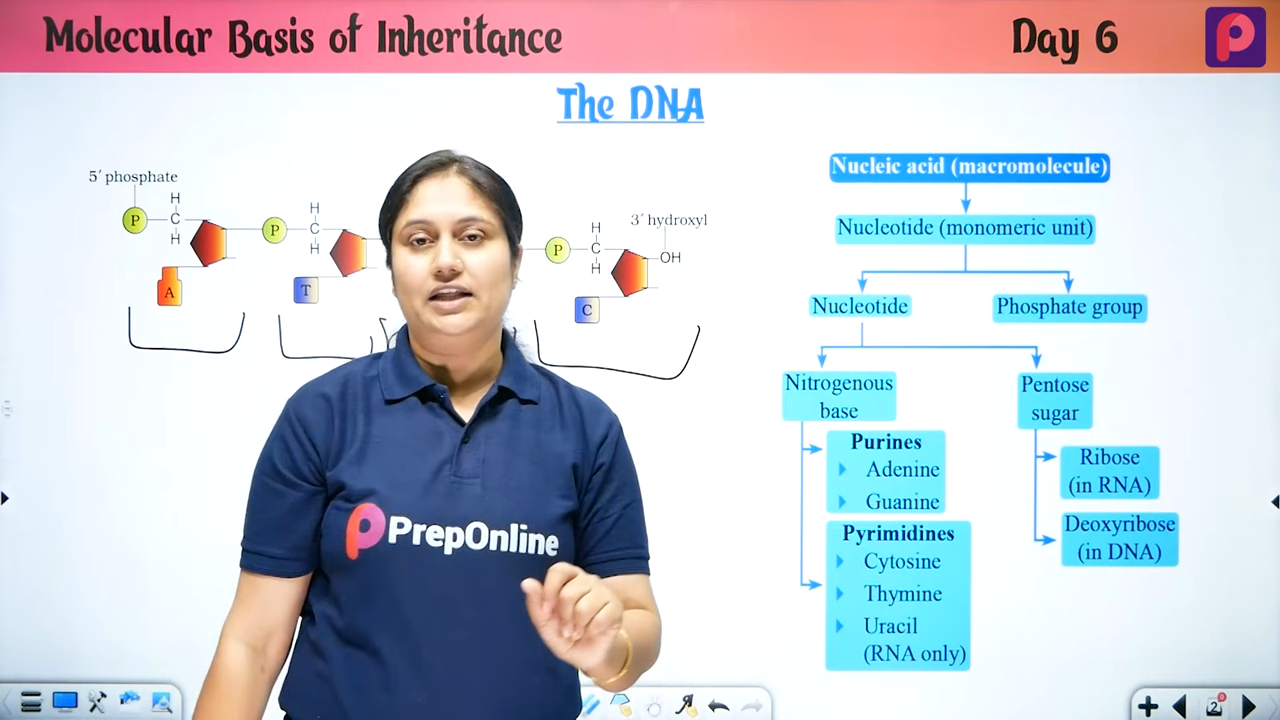 Molecular Basis of Inheritance
Day 6
The DNA
5′ phosphate
P
H
C
H
A
P
H
C
H
T
P
H
C
H
3′ hydroxyl
OH
C
Nucleic acid (macromolecule)
Nucleotide (monomeric unit)
Nucleotide
Phosphate group
Nitrogenous
base
Pentose
sugar
Purines
Adenine
Guanine
Pyrimidines
Cytosine
Thymine
Uracil
(RNA only)
Ribose
(in RNA)
Deoxyribose
(in DNA)
PrepOnline
2